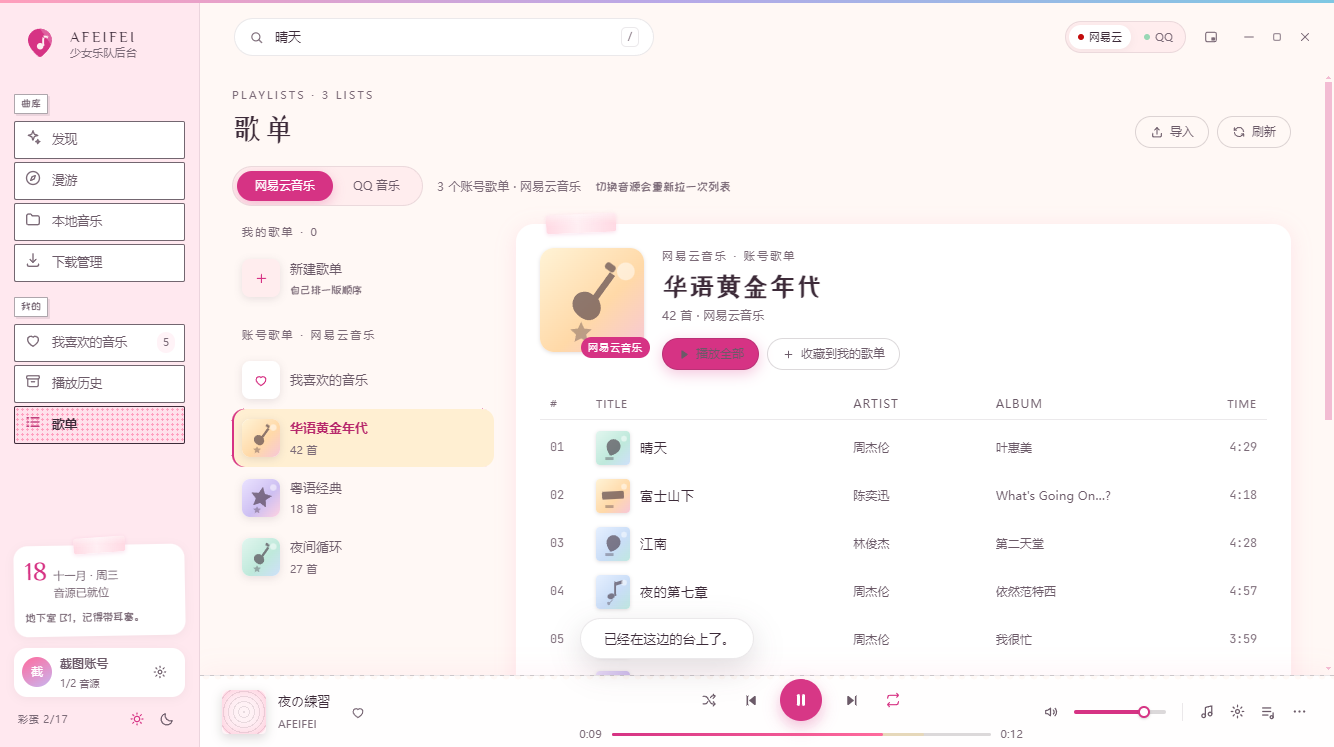 AFEIFEI
少女乐队后台
晴天
/
网易云
QQ
曲库
发现
漫游
本地音乐
下载管理
我的
我喜欢的音乐
5
播放历史
歌单
18
十一月 · 周三
音源已就位
地下室 B1，记得带耳塞。
截
截图账号
1/2 音源
彩蛋 2/17
PLAYLISTS · 3 LISTS
歌单
导入
刷新
网易云音乐
QQ 音乐
3 个账号歌单 · 网易云音乐
切换音源会重新拉一次列表
我的歌单 · 0
新建歌单
自己排一版顺序
账号歌单 · 网易云音乐
我喜欢的音乐
华语黄金年代
42 首
粤语经典
18 首
夜间循环
27 首
网易云音乐 · 账号歌单
华语黄金年代
42 首 · 网易云音乐
网易云音乐
播放全部
收藏到我的歌单
# TITLE ARTIST ALBUM TIME
01 晴天 周杰伦 叶惠美 4:29
02 富士山下 陈奕迅 What's Going On…? 4:18
03 江南 林俊杰 第二天堂 4:28
04 夜的第七章 周杰伦 依然范特西 4:57
05 周杰伦 我很忙 3:59
已经在这边的台上了。
夜の練習
AFEIFEI
0:09
0:12